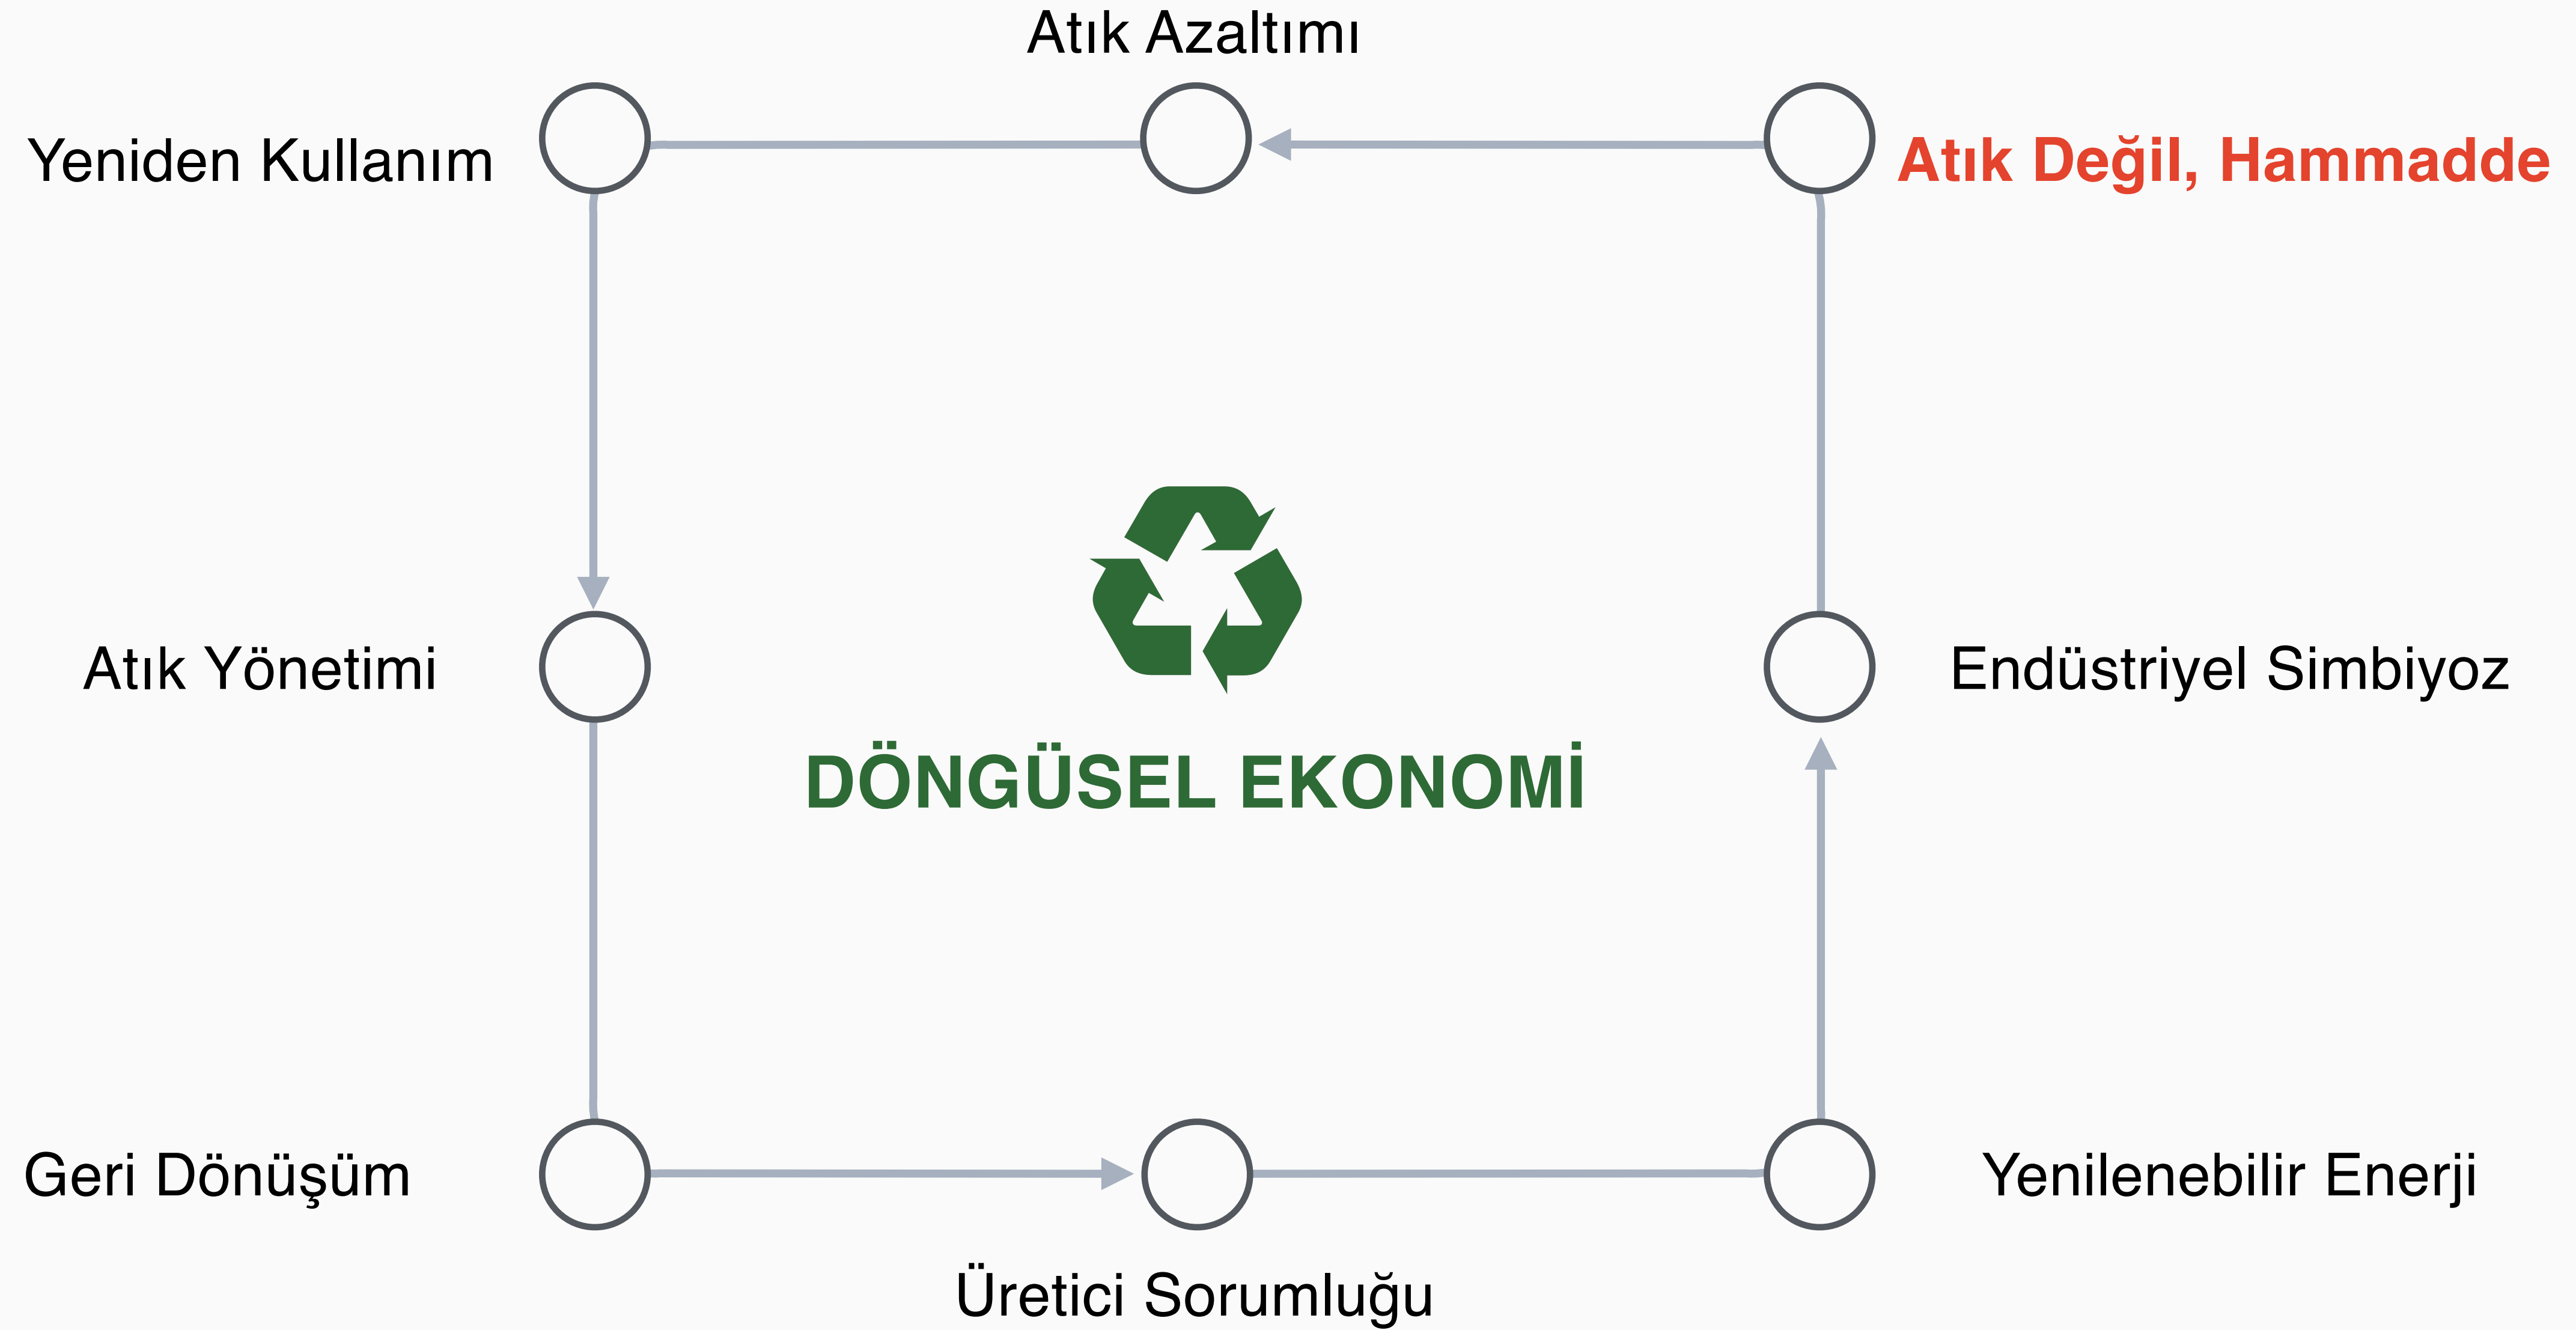 Atık Azaltımı
Yeniden Kullanım
Atık Değil, Hammadde
Atık Yönetimi
Endüstriyel Simbiyoz
DÖNGÜSEL EKONOMİ
Geri Dönüşüm
Yenilenebilir Enerji
Üretici Sorumluğu